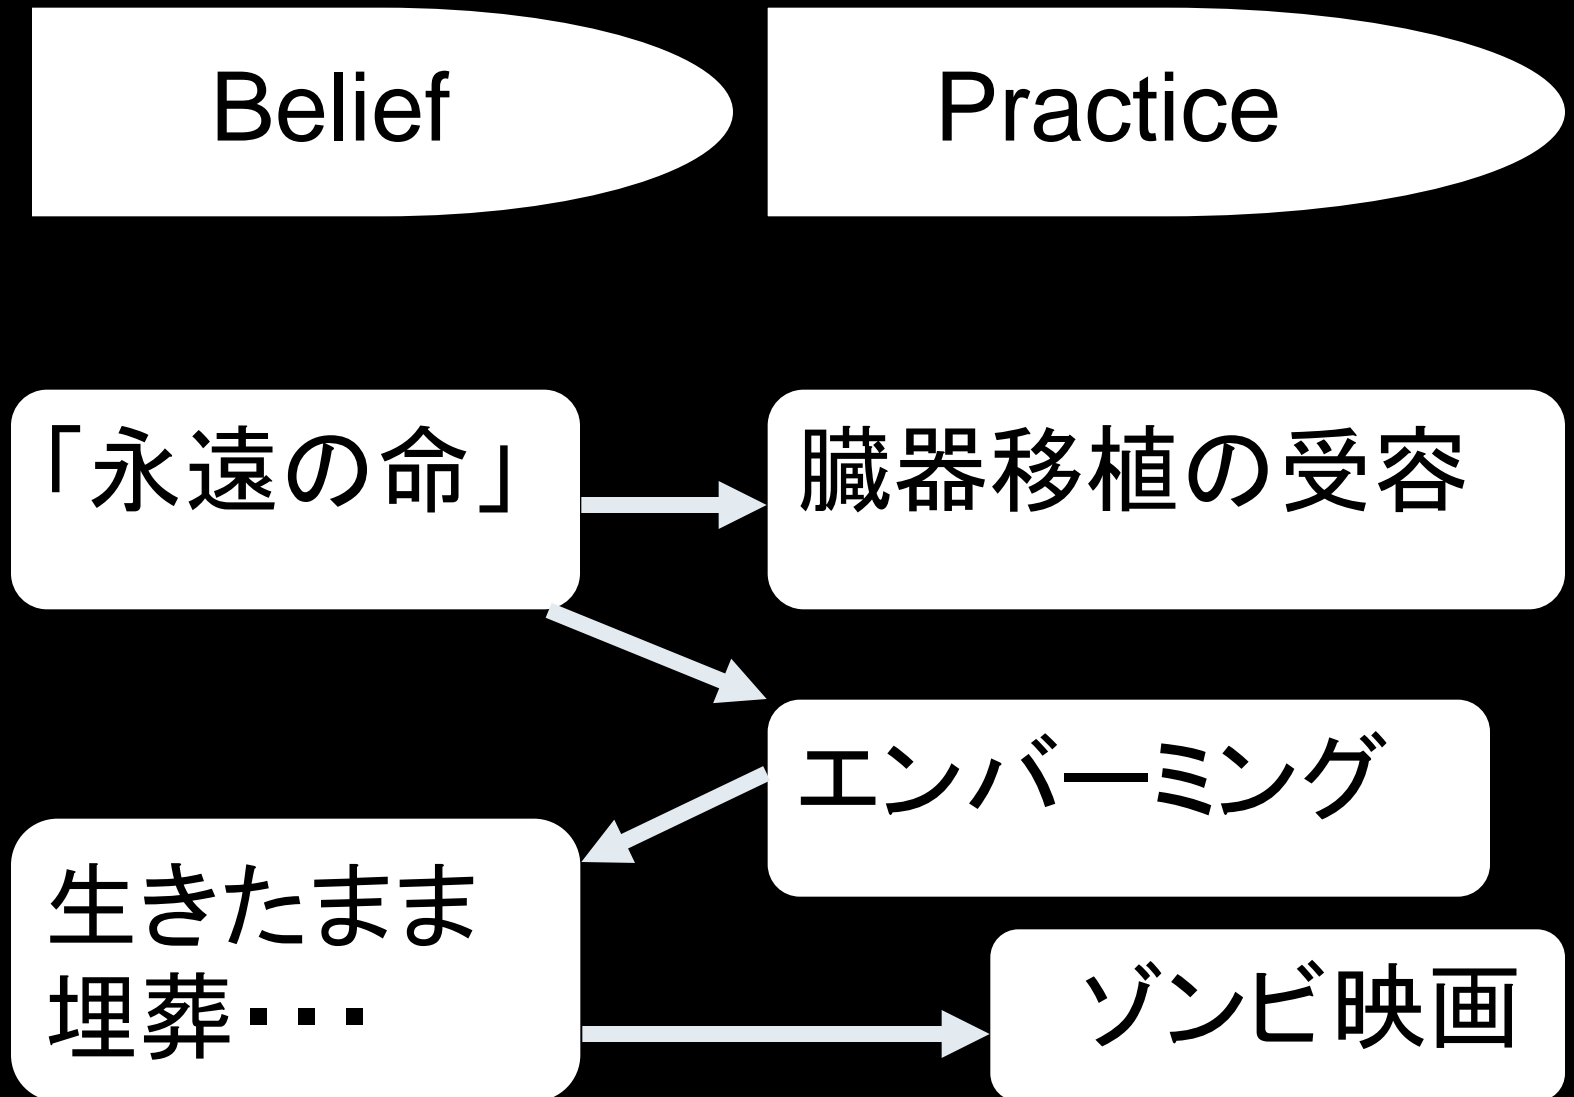 Belief
Practice
「永遠の命」
臓器移植の受容
エンバーミング
生きたまま
埋葬・・・
ゾンビ映画